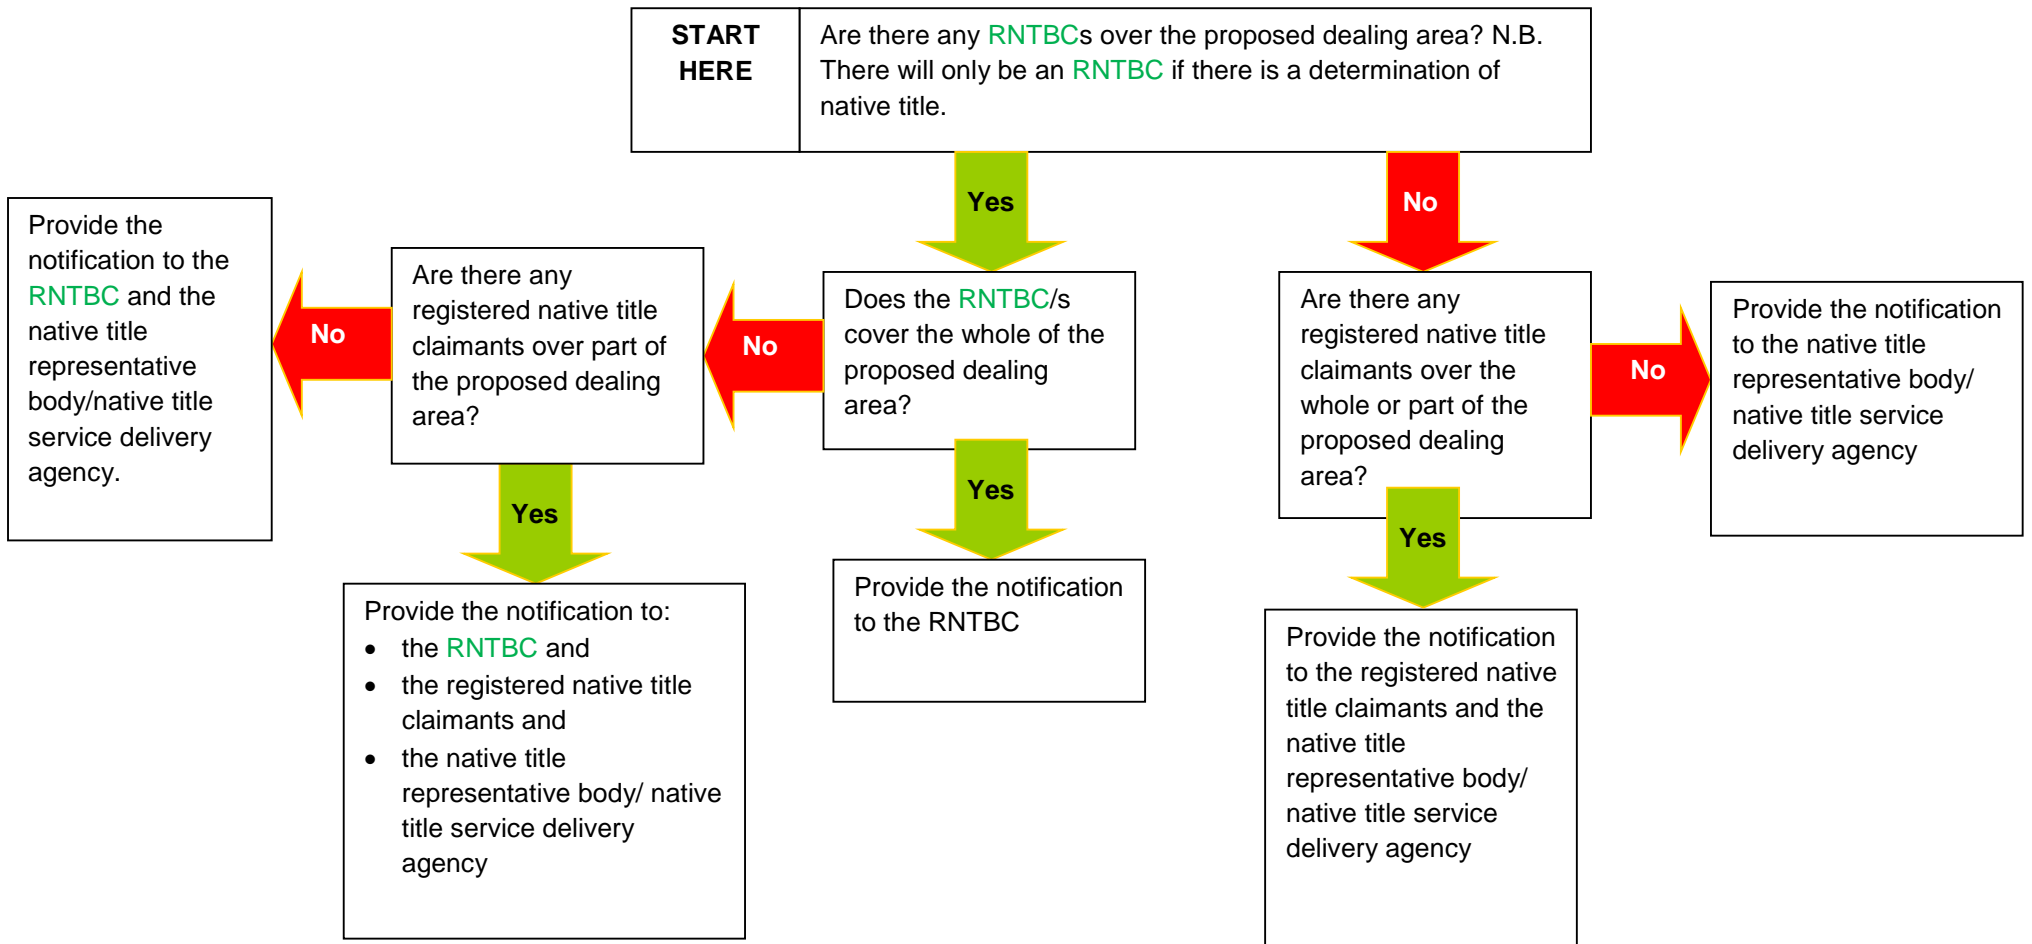 START
HERE
Are there any RNTBCs over the proposed dealing area? N.B.
There will only be an RNTBC if there is a determination of
native title.
Yes
No
Provide the
notification to the
RNTBC and the
native title
representative
body/native title
service delivery
agency.
No
Are there any
registered native title
claimants over part of
the proposed dealing
area?
No
Does the RNTBC/s
cover the whole of the
proposed dealing
area?
Are there any
registered native title
claimants over the
whole or part of the
proposed dealing
area?
No
Provide the notification
to the native title
representative body/
native title service
delivery agency
Yes
Yes
Yes
Provide the notification to:
• the RNTBC and
• the registered native title
claimants and
• the native title
representative body/ native
title service delivery
agency
Provide the notification
to the RNTBC
Provide the notification
to the registered native
title claimants and the
native title
representative body/
native title service
delivery agency